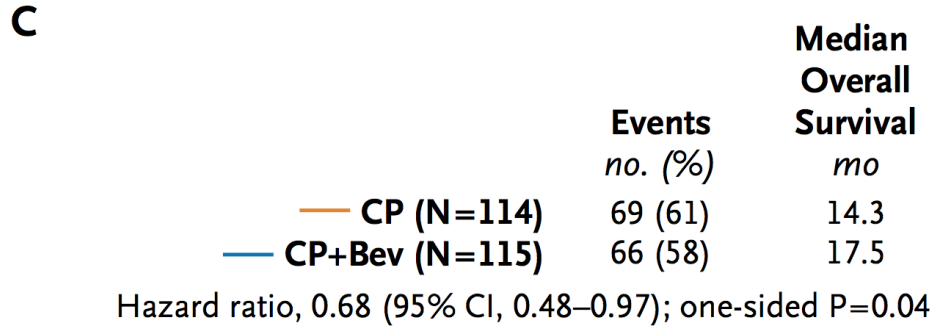 C
Median
Overall
Events Survival
no. (%) mo
CP (N=114) 69 (61) 14.3
CP+Bev (N=115) 66 (58) 17.5
Hazard ratio, 0.68 (95% CI, 0.48–0.97); one-sided P=0.04